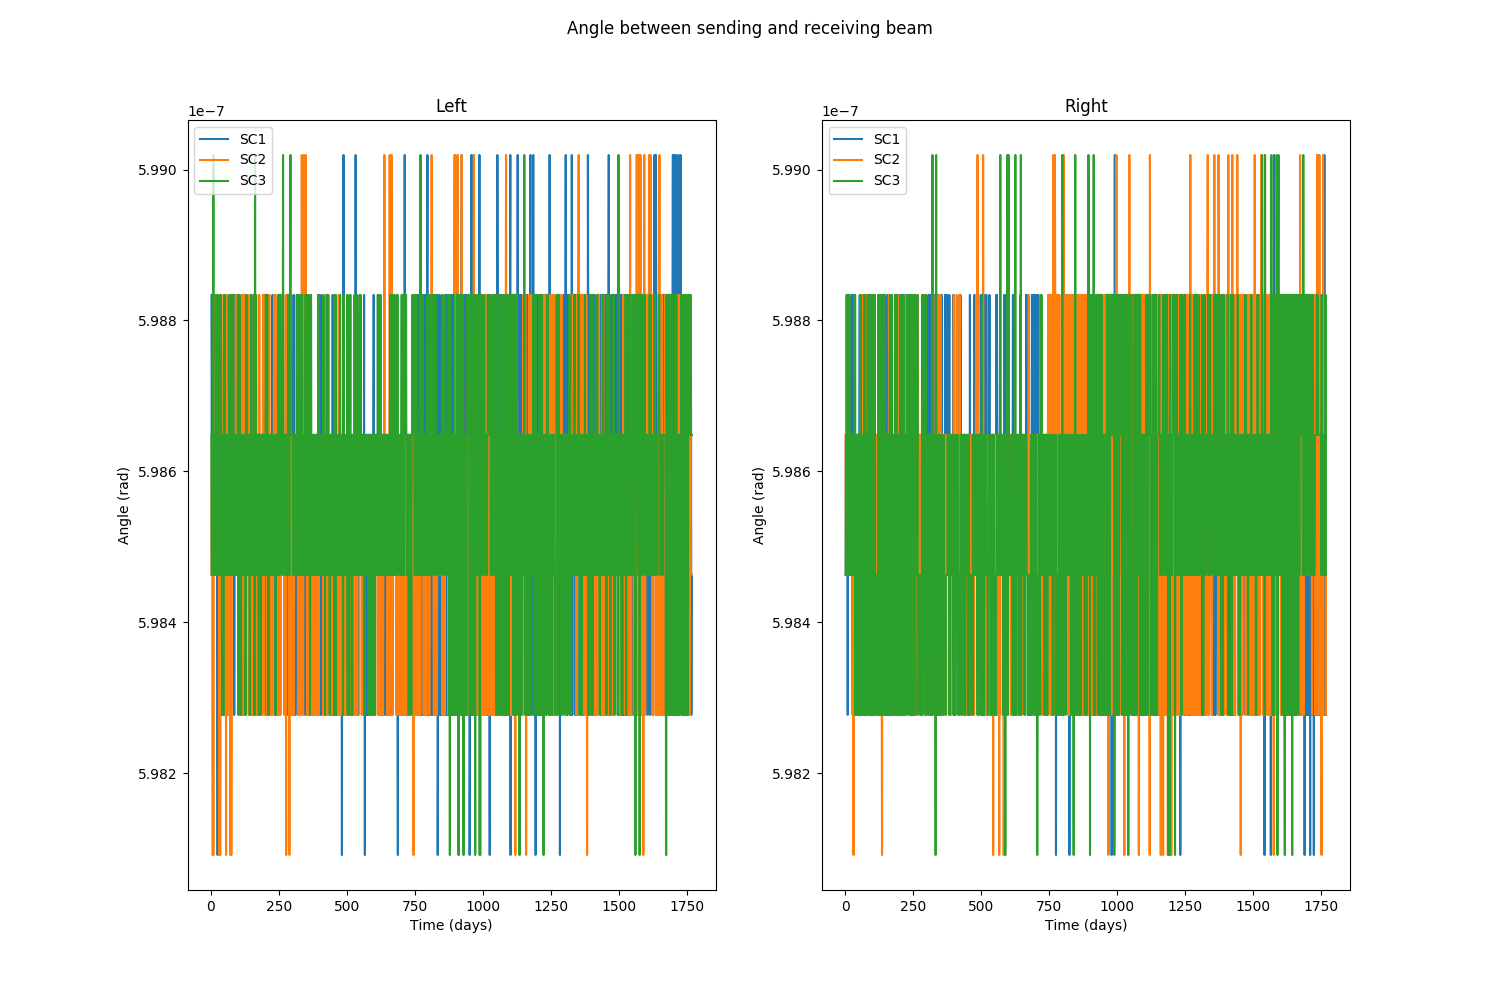 Angle between sending and receiving beam
Left
1e−7
SC1
SC2
SC3
5.990
5.988
5.986
5.984
5.982
Angle (rad)
0 250 500 750 1000 1250 1500 1750
Time (days)
Right
1e−7
SC1
SC2
SC3
5.990
5.988
5.986
5.984
5.982
Angle (rad)
0 250 500 750 1000 1250 1500 1750
Time (days)